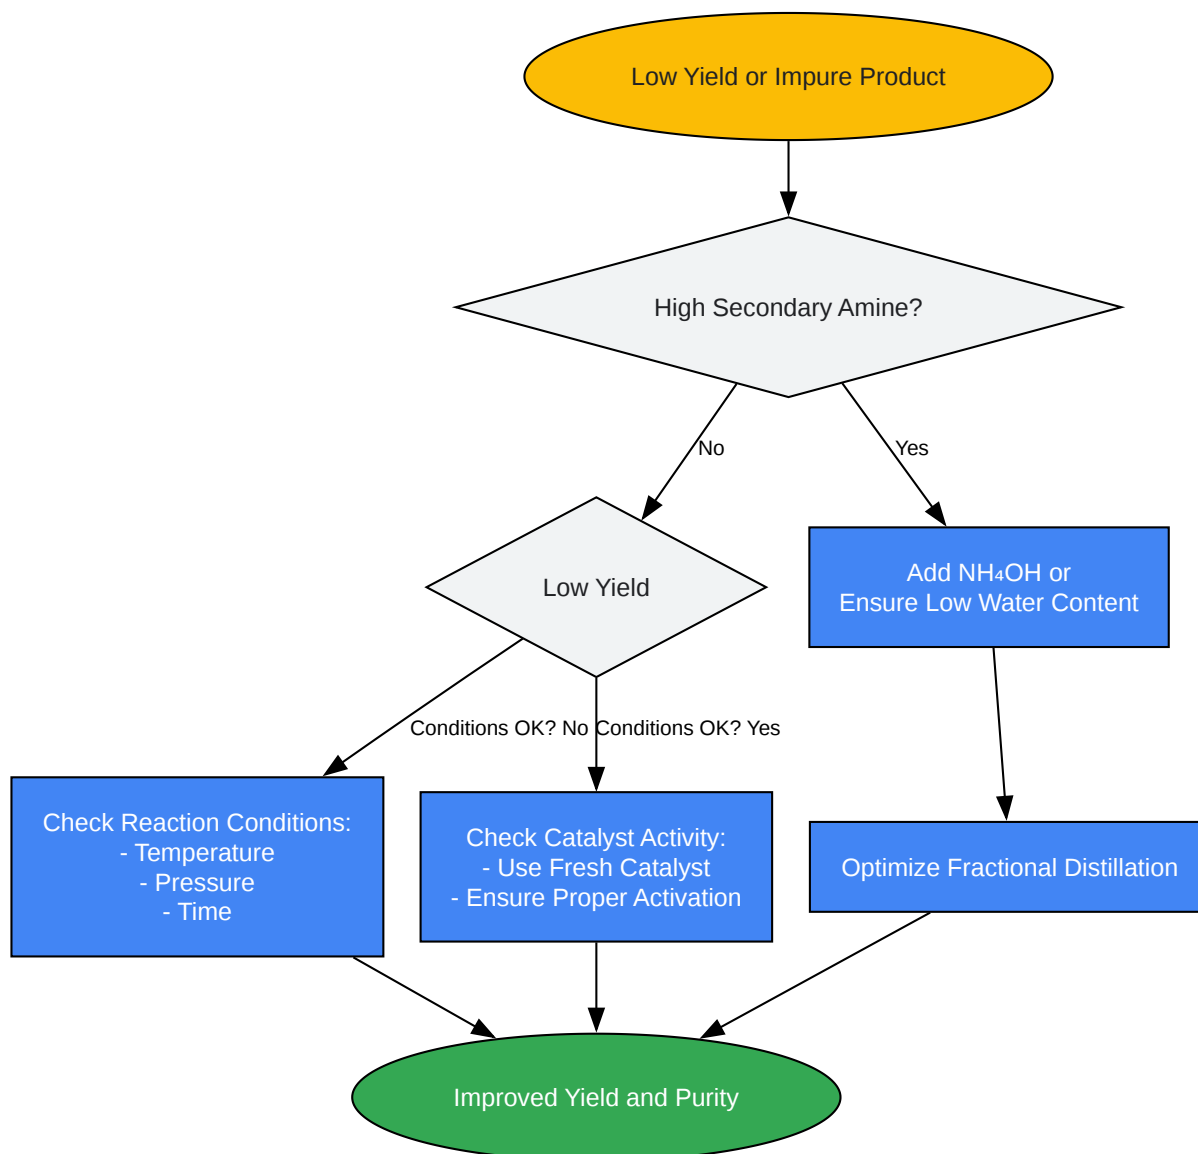 Low Yield or Impure Product
High Secondary Amine?
No
Yes
Low Yield
Add NH₄OH or
Ensure Low Water Content
Conditions OK? No
Conditions OK? Yes
Check Reaction Conditions:
- Temperature
- Pressure
- Time
Check Catalyst Activity:
- Use Fresh Catalyst
- Ensure Proper Activation
Optimize Fractional Distillation
Improved Yield and Purity